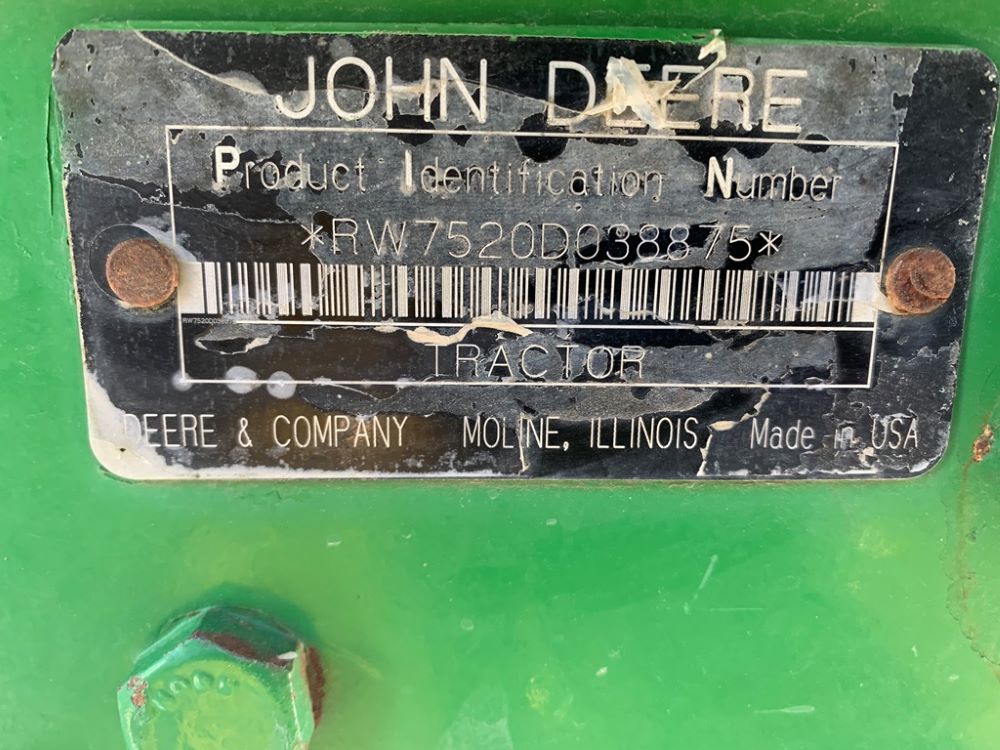 JOHN DEERE
Product Identification Number
*RW7520D038875*
TRACTOR
DEERE & COMPANY MOLINE, ILLINOIS, Made in USA